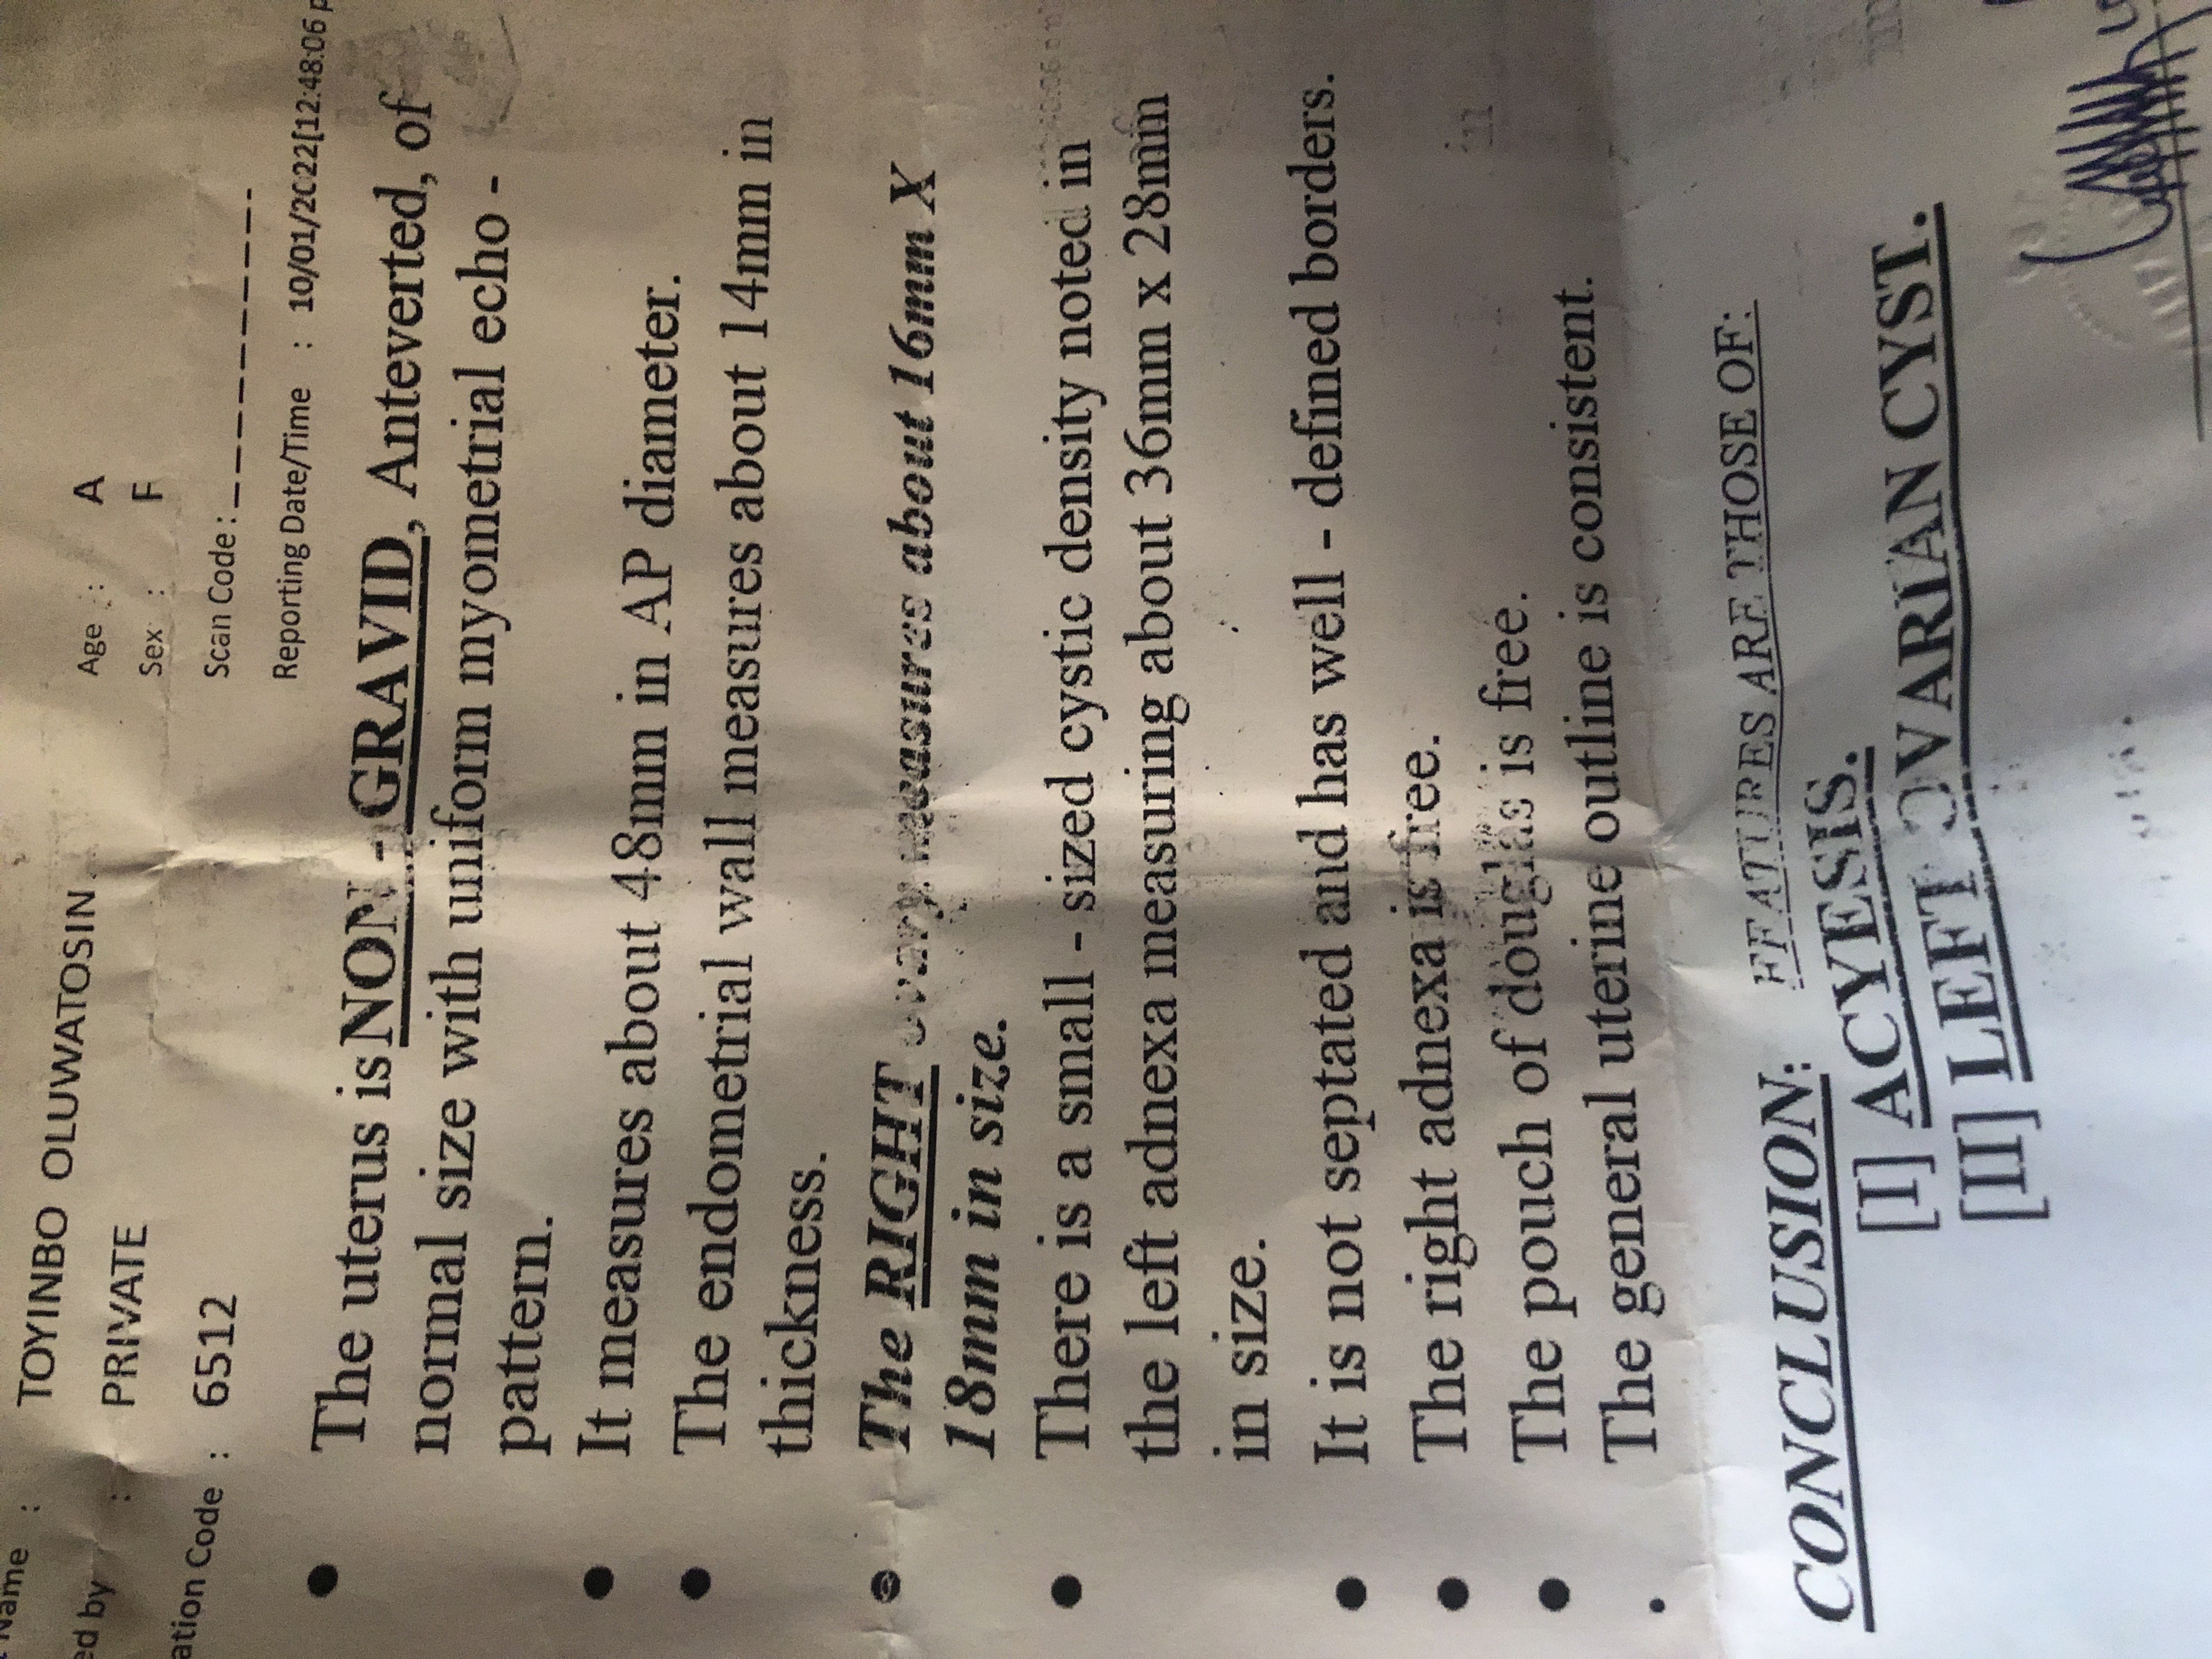 Name : TOYINBO OLUWATOSIN Age : A
ed by : PRIVATE Sex : F
ation Code : 6512 Scan Code :
Reporting Date/Time : 10/01/2022[12:48:06 p
• The uterus is NON - GRAVID, Anteverted, of
normal size with uniform myometrial echo -
pattern.
• It measures about 48mm in AP diameter.
• The endometrial wall measures about 14mm in
thickness.
• The RIGHT ovary measures about 16mm X
18mm in size.
• There is a small - sized cystic density noted in
the left adnexa measuring about 36mm x 28mm
in size.
• It is not septated and has well - defined borders.
• The right adnexa is free.
• The pouch of douglas is free.
• The general uterine outline is consistent.
CONCLUSION: FEATURES ARE THOSE OF:
[I] ACYESIS.
[II] LEFT OVARIAN CYST.